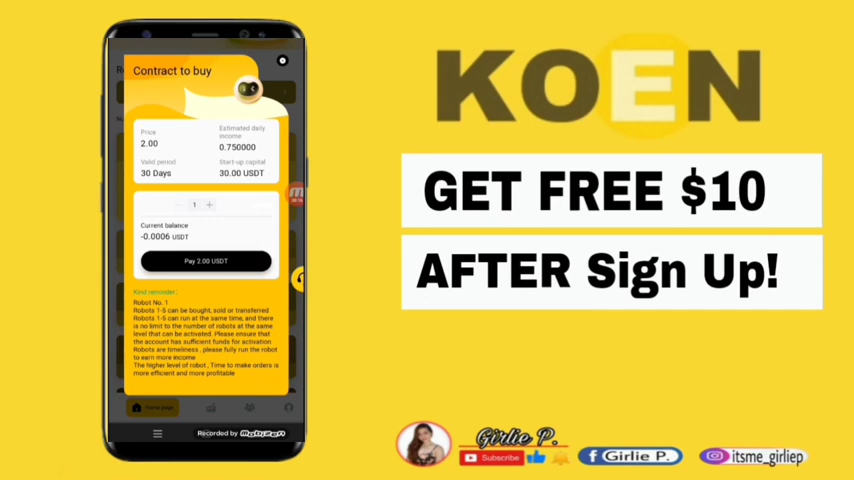 Contract to buy
Price
2.00
Estimated daily
income
0.750000
Valid period
30 Days
Start-up capital
30.00 USDT
1 +
Current balance
-0.0006 USDT
Pay 2.00 USDT
Kind reminder:
Robot No. 1
Robots 1-5 can be bought, sold or transferred
Robots 1-5 can run at the same time, and there
is no limit to the number of robots at the same
level that can be activated. Please ensure that
the account has sufficient funds for activation
Robots are timeliness , please fully run the robot
to earn more income
The higher level of robot , Time to make orders is
more efficient and more profitable
Home page
Recorded by mobizen
KOEN
GET FREE $10
AFTER Sign Up!
Girlie P.
Subscribe
Girlie P.
itsme_girliep